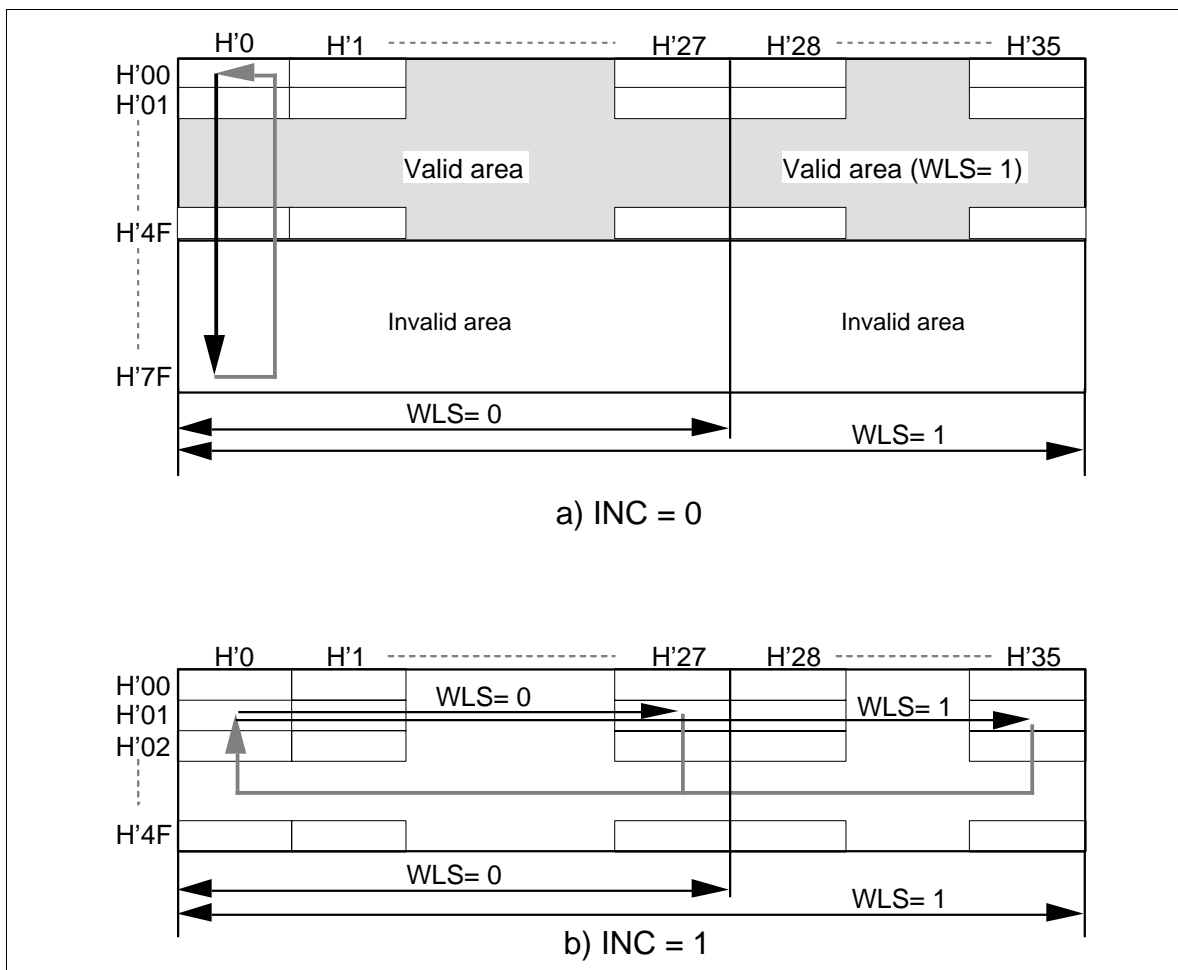 H'0 H'1 H'27 H'28 H'35
H'00
H'01
Valid area Valid area (WLS= 1)
H'4F
Invalid area Invalid area
H'7F
WLS= 0
WLS= 1
a) INC = 0
H'0 H'1 H'27 H'28 H'35
H'00
WLS= 0
H'01 WLS= 1
H'02
H'4F
WLS= 0
WLS= 1
b) INC = 1